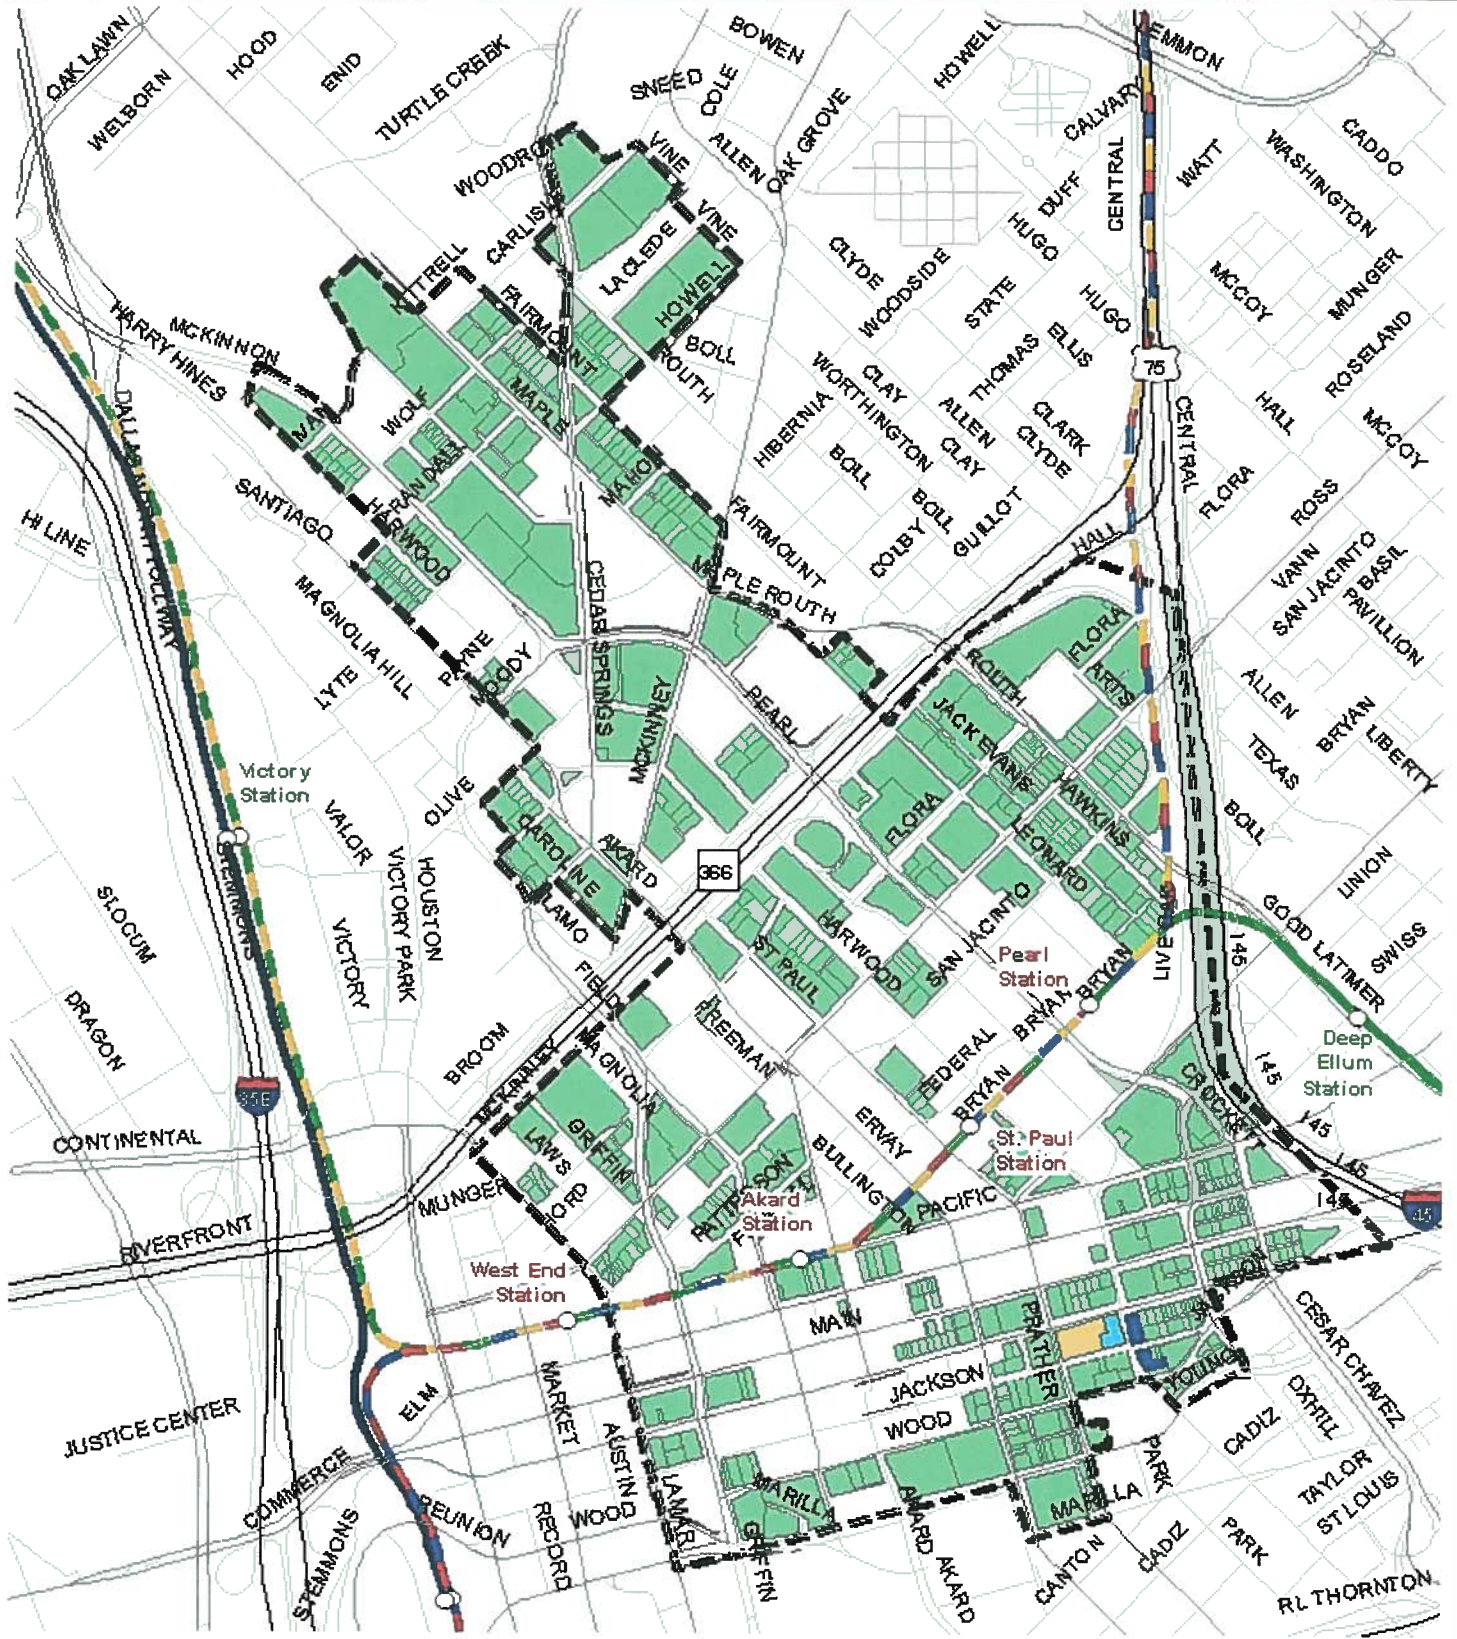 OAK LAWN
WELBORN
HOOD
ENID
TURTLE CREEK
SNEED
COLE
BOWEN
ALLEN
OAK GROVE
HOWELL
LEMMON
CALVARY
CENTRAL
WATT
WASHINGTON
CADDO
DUFF
HUGO
VINE
VINE
CARLISLE
LACLEDE
HOWELL
KITTRELL
FAIRMOUNT
CLYDE
WOODSIDE
STATE
HUGO
MCCOY
MUNGER
ROSELAND
MCKINNON
HARRY HINES
BOLL
ROUTH
MAPLE
WOLF
CLAY
WORTHINGTON
HIBERNIA
THOMAS
ELLIS
ALLEN
CLARK
CLYDE
CLAY
75
CENTRAL
HALL
MCCOY
BOLL
BOLL
COLBY
GUILLOT
FLORA
ROSS
SANTIAGO
HARWOOD
HI LINE
FAIRMOUNT
HALL
VANN
SAN JACINTO
BASIL
PAVILLION
MAPLE ROUTH
CEDAR SPRINGS
MAGNOLIA HILL
LYTE
PAYNE
MOODY
PEARL
MCKINNEY
ROUTH
FLORA
ARTS
JACK EVANS
ALLEN
BRYAN
LIBERTY
TEXAS
HAWKINS
LEONARD
FLORA
BOLL
Victory
Station
OLIVE
VALOR
VICTORY PARK
HOUSTON
VICTORY
CAROLINE
AKARD
366
UNION
SLOCUM
HARWOOD
ST PAUL
SAN JACINTO
GOOD LATIMER
SWISS
145
LIVE OAK
Pearl
Station
BRYAN
BRYAN
FIELD
DRAGON
BROOM
MCKINNEY
MAGNOLIA
FREEMAN
FEDERAL
BRYAN
Deep
Ellum
Station
145
CROCKETT
35E
CONTINENTAL
LAWS
GRIFFIN
ERVAY
BULLINGTON
St. Paul
Station
145
145
145
45
MUNGER
PATTERSON
Akard
Station
PACIFIC
RIVERFRONT
West End
Station
MAIN
PRATHER
CESAR CHAVEZ
YOUNG
JACKSON
MARKET
ELM
JUSTICE CENTER
WOOD
OXHILL
CADIZ
COMMERCE
AUSTIN
LAMAR
MARILLA
MARILLA
PARK
TAYLOR
ST LOUIS
REUNION
RECORD
WOOD
STEMMONS
GRIFFIN
AKARD
AKARD
CANTON
CADIZ
PARK
RL THORNTON